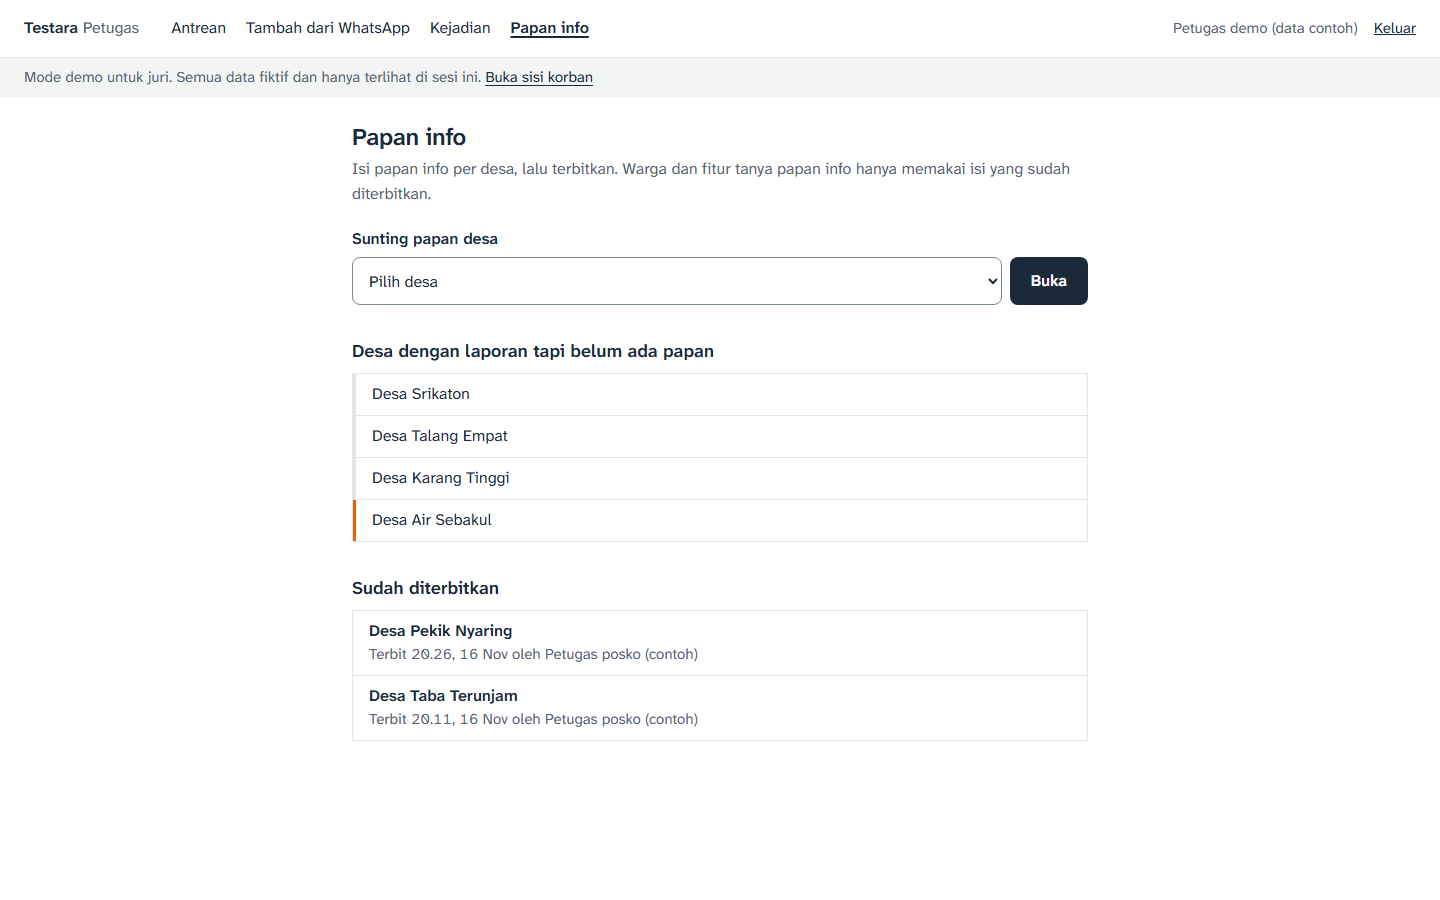 Testara Petugas Antrean Tambah dari WhatsApp Kejadian Papan info Petugas demo (data contoh) Keluar
Mode demo untuk juri. Semua data fiktif dan hanya terlihat di sesi ini. Buka sisi korban
Papan info
Isi papan info per desa, lalu terbitkan. Warga dan fitur tanya papan info hanya memakai isi yang sudah
diterbitkan.
Sunting papan desa
Pilih desa Buka
Desa dengan laporan tapi belum ada papan
Desa Srikaton
Desa Talang Empat
Desa Karang Tinggi
Desa Air Sebakul
Sudah diterbitkan
Desa Pekik Nyaring
Terbit 20.26, 16 Nov oleh Petugas posko (contoh)
Desa Taba Terunjam
Terbit 20.11, 16 Nov oleh Petugas posko (contoh)